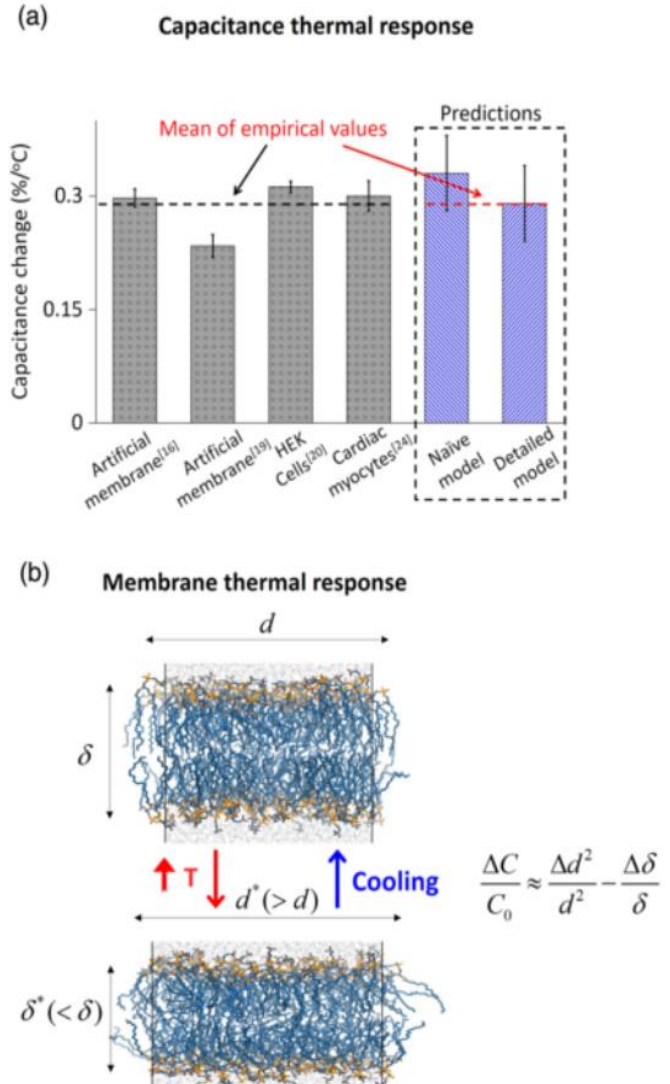 (a)
Capacitance thermal response
Predictions
Mean of empirical values
Capacitance change (%/°C)
0.3
0.15
0
Artificial
membrane[16]
Artificial
membrane[19]
HEK
Cells[20]
Cardiac
myocytes[24]
Naïve
model
Detailed
model
(b)
Membrane thermal response
d
δ
T
Cooling
d*(> d)
δ*(< δ)
ΔC/C₀ ≈ Δd²/d² − Δδ/δ